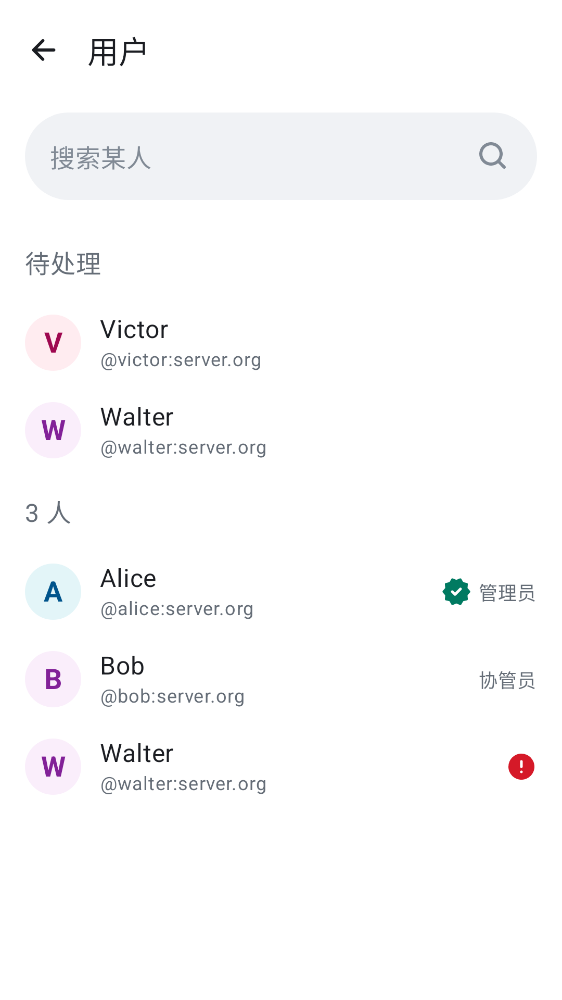 用户
搜索某人
待处理
V
Victor
@victor:server.org
W
Walter
@walter:server.org
3 人
A
Alice
@alice:server.org
管理员
B
Bob
@bob:server.org
协管员
W
Walter
@walter:server.org